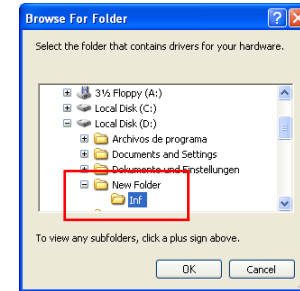 Browse For Folder
Select the folder that contains drivers for your hardware.
3½ Floppy (A:)
Local Disk (C:)
Local Disk (D:)
Archivos de programa
Documents and Settings
Dokumente und Einstellungen
New Folder
Inf
To view any subfolders, click a plus sign above.
OK Cancel